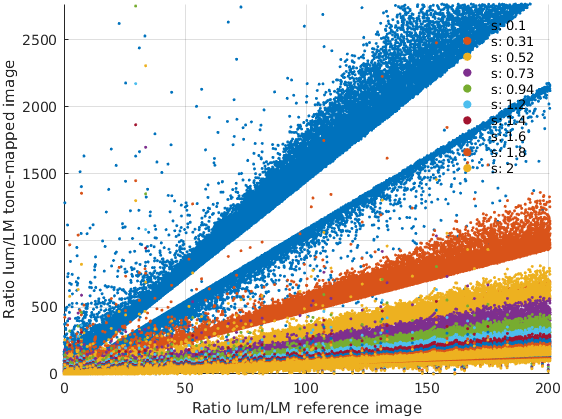 2500
2000
1500
1000
500
0
Ratio lum/LM tone-mapped image
s: 0.1
s: 0.31
s: 0.52
s: 0.73
s: 0.94
s: 1.2
s: 1.4
s: 1.6
s: 1.8
s: 2
0
50
100
150
200
Ratio lum/LM reference image